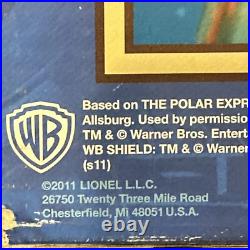 Based on THE POLAR EXPR
Allsburg. Used by permissio
TM & © Warner Bros. Entert
WB SHIELD: TM & © Warner
(s11)
WB
©2011 LIONEL L.L.C.
26750 Twenty Three Mile Road
Chesterfield, MI 48051 U.S.A.